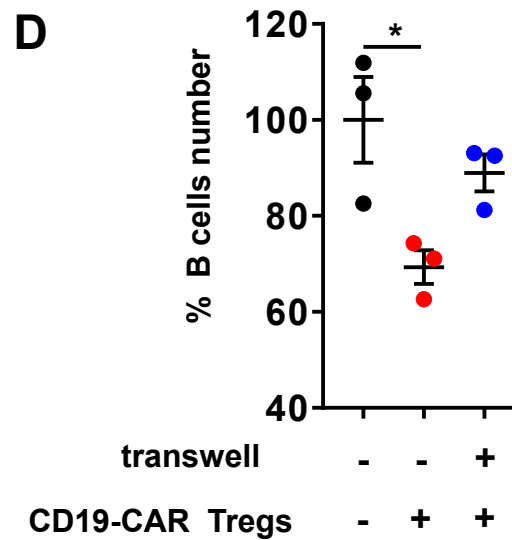 D
% B cells number
120
100
80
60
40
*
transwell - - +
CD19-CAR Tregs - + +